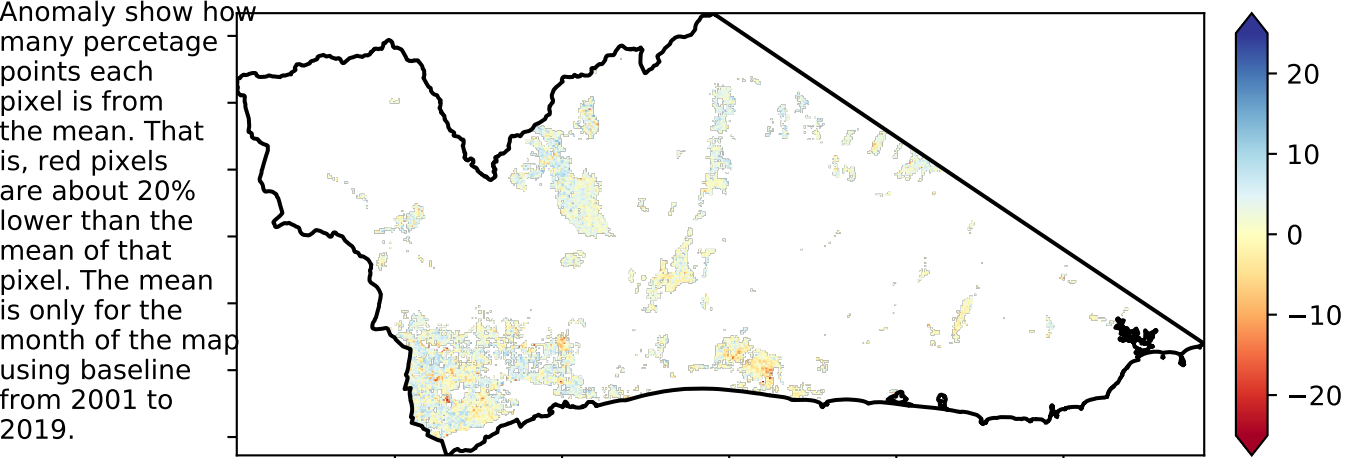 Anomaly show how
many percetage
points each
pixel is from
the mean. That
is, red pixels
are about 20%
lower than the
mean of that
pixel. The mean
is only for the
month of the map
using baseline
from 2001 to
2019.
20
10
0
−10
−20